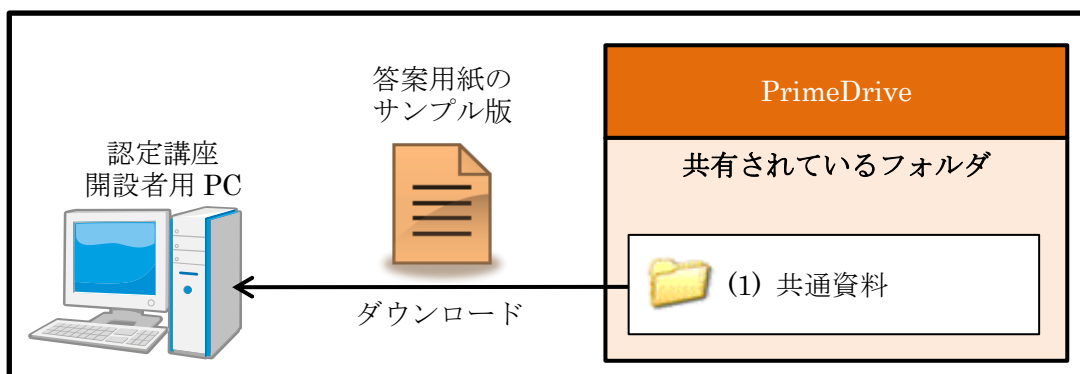 答案用紙の
サンプル版
認定講座
開設者用 PC
ダウンロード
PrimeDrive
共有されているフォルダ
(1) 共通資料